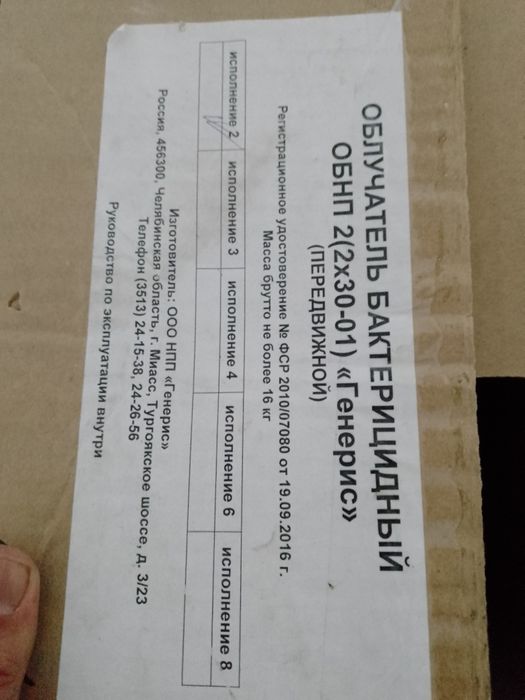 ОБЛУЧАТЕЛЬ БАКТЕРИЦИДНЫЙ
ОБНП 2(2х30-01) «Генерис»
(ПЕРЕДВИЖНОЙ)
Регистрационное удостоверение № ФСР 2010/07080 от 19.09.2016 г.
Масса брутто не более 16 кг
исполнение 2 исполнение 3 исполнение 4 исполнение 6 исполнение 8
Изготовитель: ООО НПП «Генерис»
Россия, 456300, Челябинская область, г. Миасс, Тургоякское шоссе, д. 3/23
Телефон (3513) 24-15-38, 24-26-56
Руководство по эксплуатации внутри